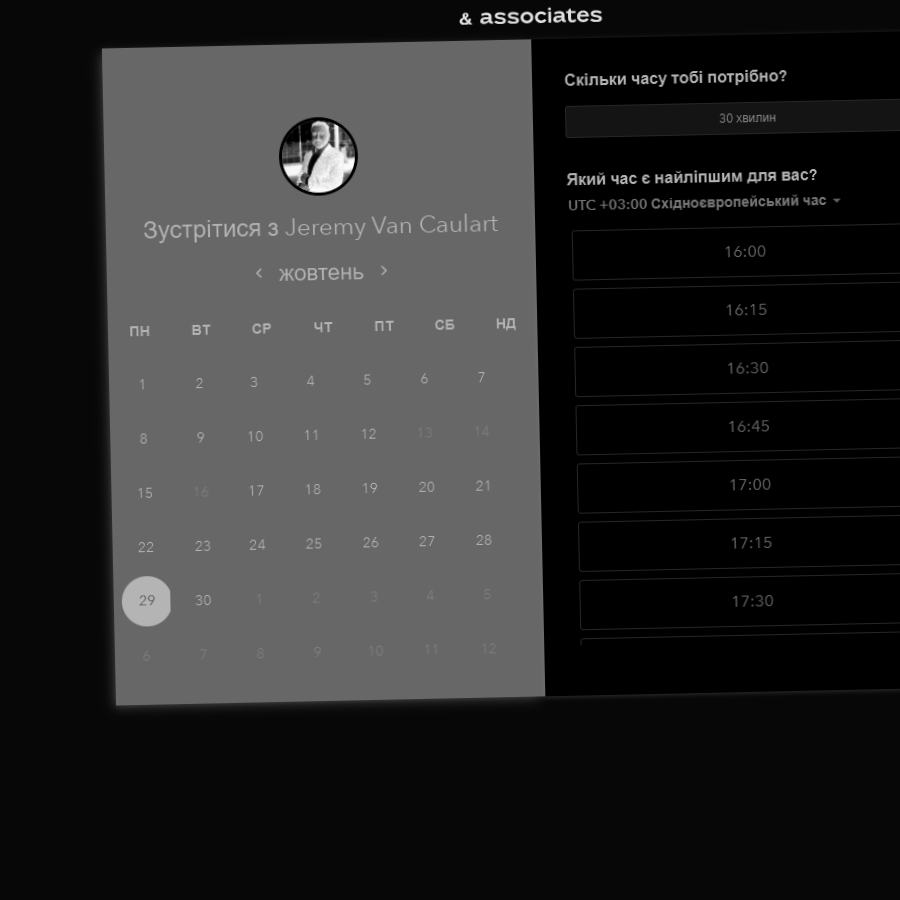 & associates
Зустрітися з Jeremy Van Caulart
‹ жовтень ›
ПН ВТ СР ЧТ ПТ СБ НД
1 2 3 4 5 6 7
8 9 10 11 12 13 14
15 16 17 18 19 20 21
22 23 24 25 26 27 28
29 30 1 2 3 4 5
6 7 8 9 10 11 12
Скільки часу тобі потрібно?
30 хвилин
Який час є найліпшим для вас?
UTC +03:00 Східноєвропейський час
16:00
16:15
16:30
16:45
17:00
17:15
17:30